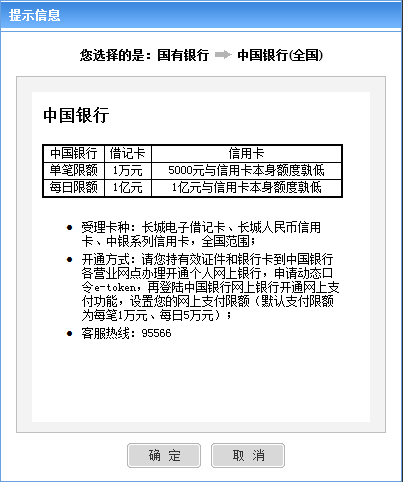 提示信息
您选择的是：国有银行 中国银行(全国)
中国银行
中国银行 借记卡 信用卡
单笔限额 1万元 5000元与信用卡本身额度孰低
每日限额 1亿元 1亿元与信用卡本身额度孰低
• 受理卡种：长城电子借记卡、长城人民币信用
卡、中银系列信用卡，全国范围；
• 开通方式：请您持有效证件和银行卡到中国银行
各营业网点办理开通个人网上银行，申请动态口
令e-token，再登陆中国银行网上银行开通网上支
付功能，设置您的网上支付限额（默认支付限额
为每笔1万元、每日5万元）；
• 客服热线：95566
确 定
取 消